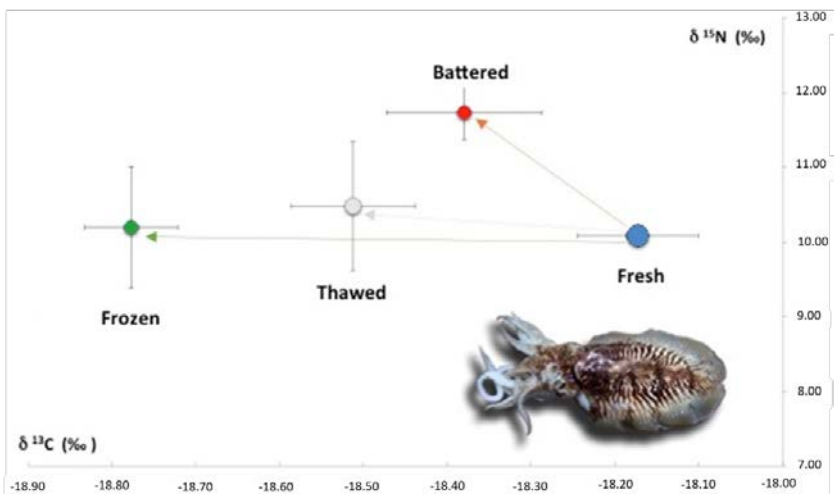 13.00
δ ¹⁵N (‰)
Battered
12.00
11.00
10.00
Fresh
Thawed
Frozen
9.00
8.00
δ ¹³C (‰)
7.00
-18.90 -18.80 -18.70 -18.60 -18.50 -18.40 -18.30 -18.20 -18.10 -18.00